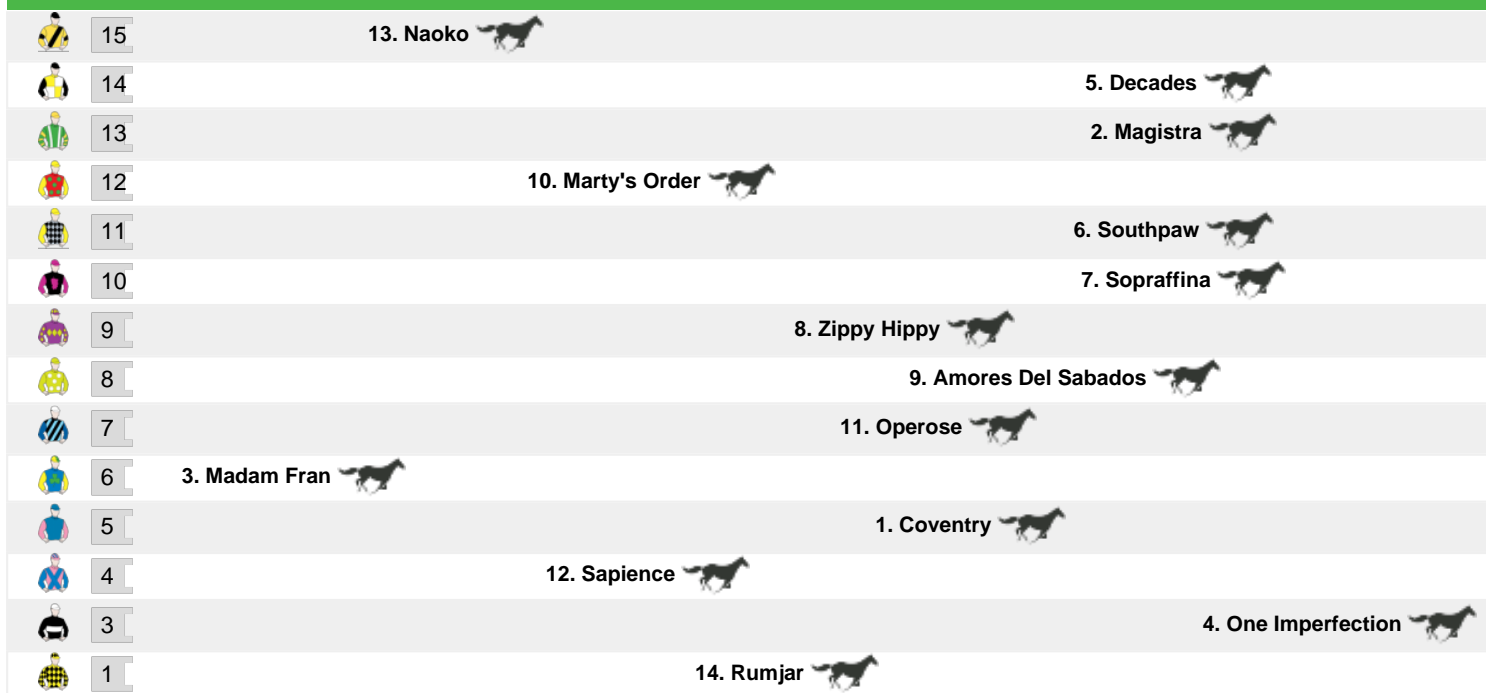 15 13. Naoko
14 5. Decades
13 2. Magistra
12 10. Marty's Order
11 6. Southpaw
10 7. Sopraffina
9 8. Zippy Hippy
8 9. Amores Del Sabados
7 11. Operose
6 3. Madam Fran
5 1. Coventry
4 12. Sapience
3 4. One Imperfection
1 14. Rumjar